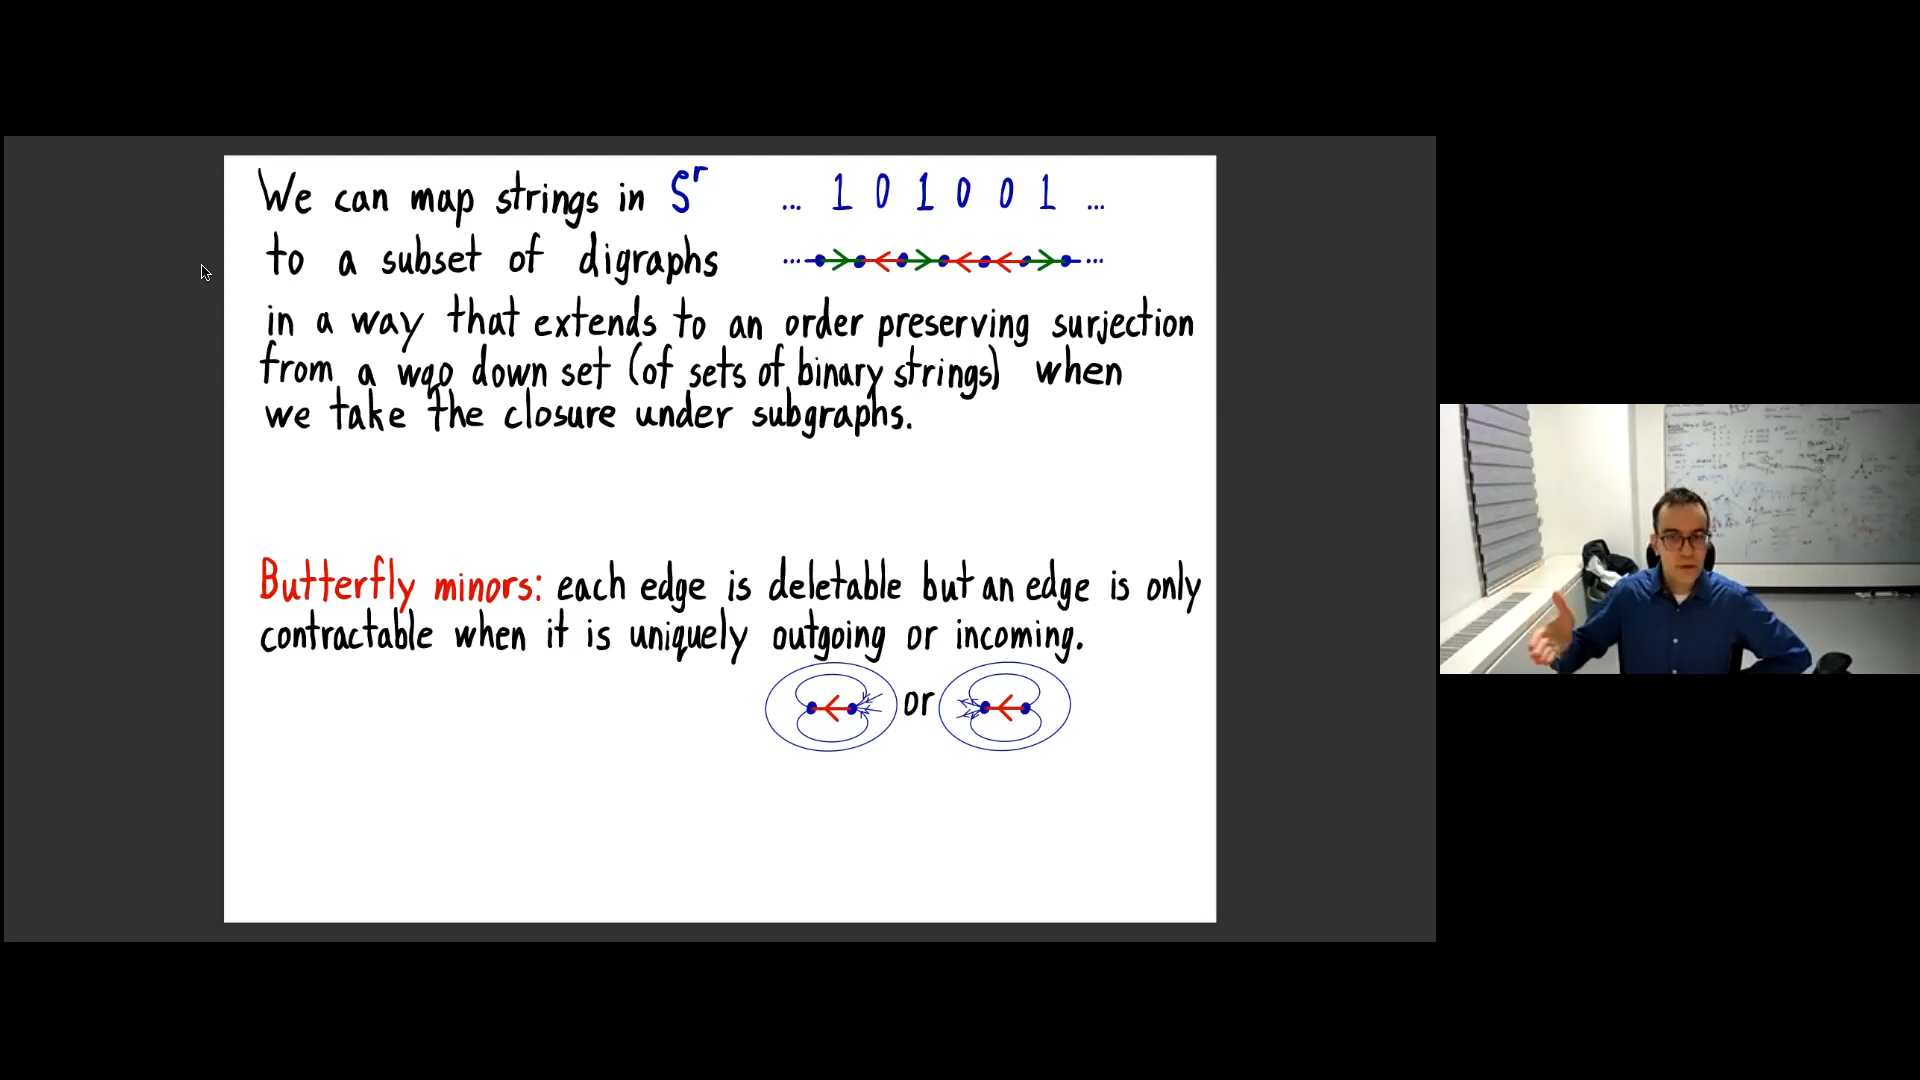 We can map strings in Sʳ ... 1 0 1 0 0 1 ...
to a subset of digraphs ... ...
in a way that extends to an order preserving surjection
from a wqo down set (of sets of binary strings) when
we take the closure under subgraphs.
Butterfly minors: each edge is deletable but an edge is only
contractable when it is uniquely outgoing or incoming.
or